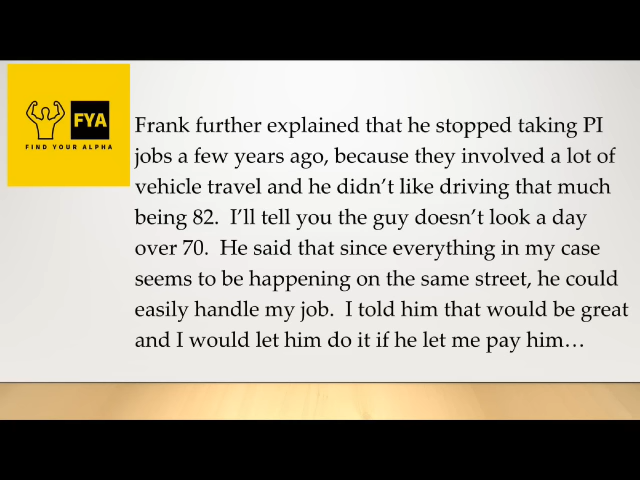 FYA
FIND YOUR ALPHA
Frank further explained that he stopped taking PI
jobs a few years ago, because they involved a lot of
vehicle travel and he didn’t like driving that much
being 82.  I’ll tell you the guy doesn’t look a day
over 70.  He said that since everything in my case
seems to be happening on the same street, he could
easily handle my job.  I told him that would be great
and I would let him do it if he let me pay him…